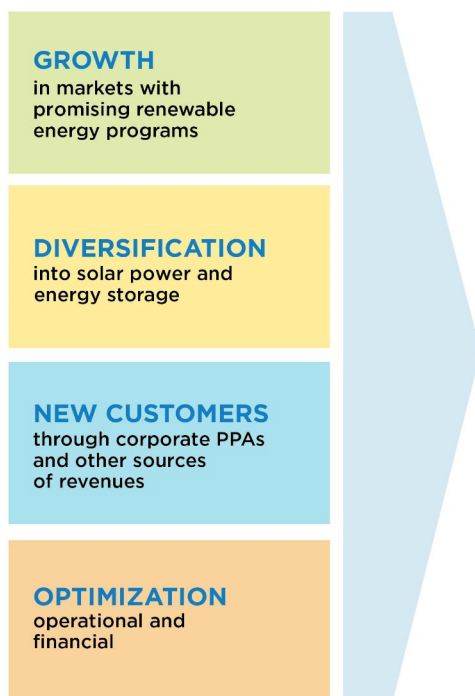 GROWTH
in markets with
promising renewable
energy programs
DIVERSIFICATION
into solar power and
energy storage
NEW CUSTOMERS
through corporate PPAs
and other sources
of revenues
OPTIMIZATION
operational and
financial